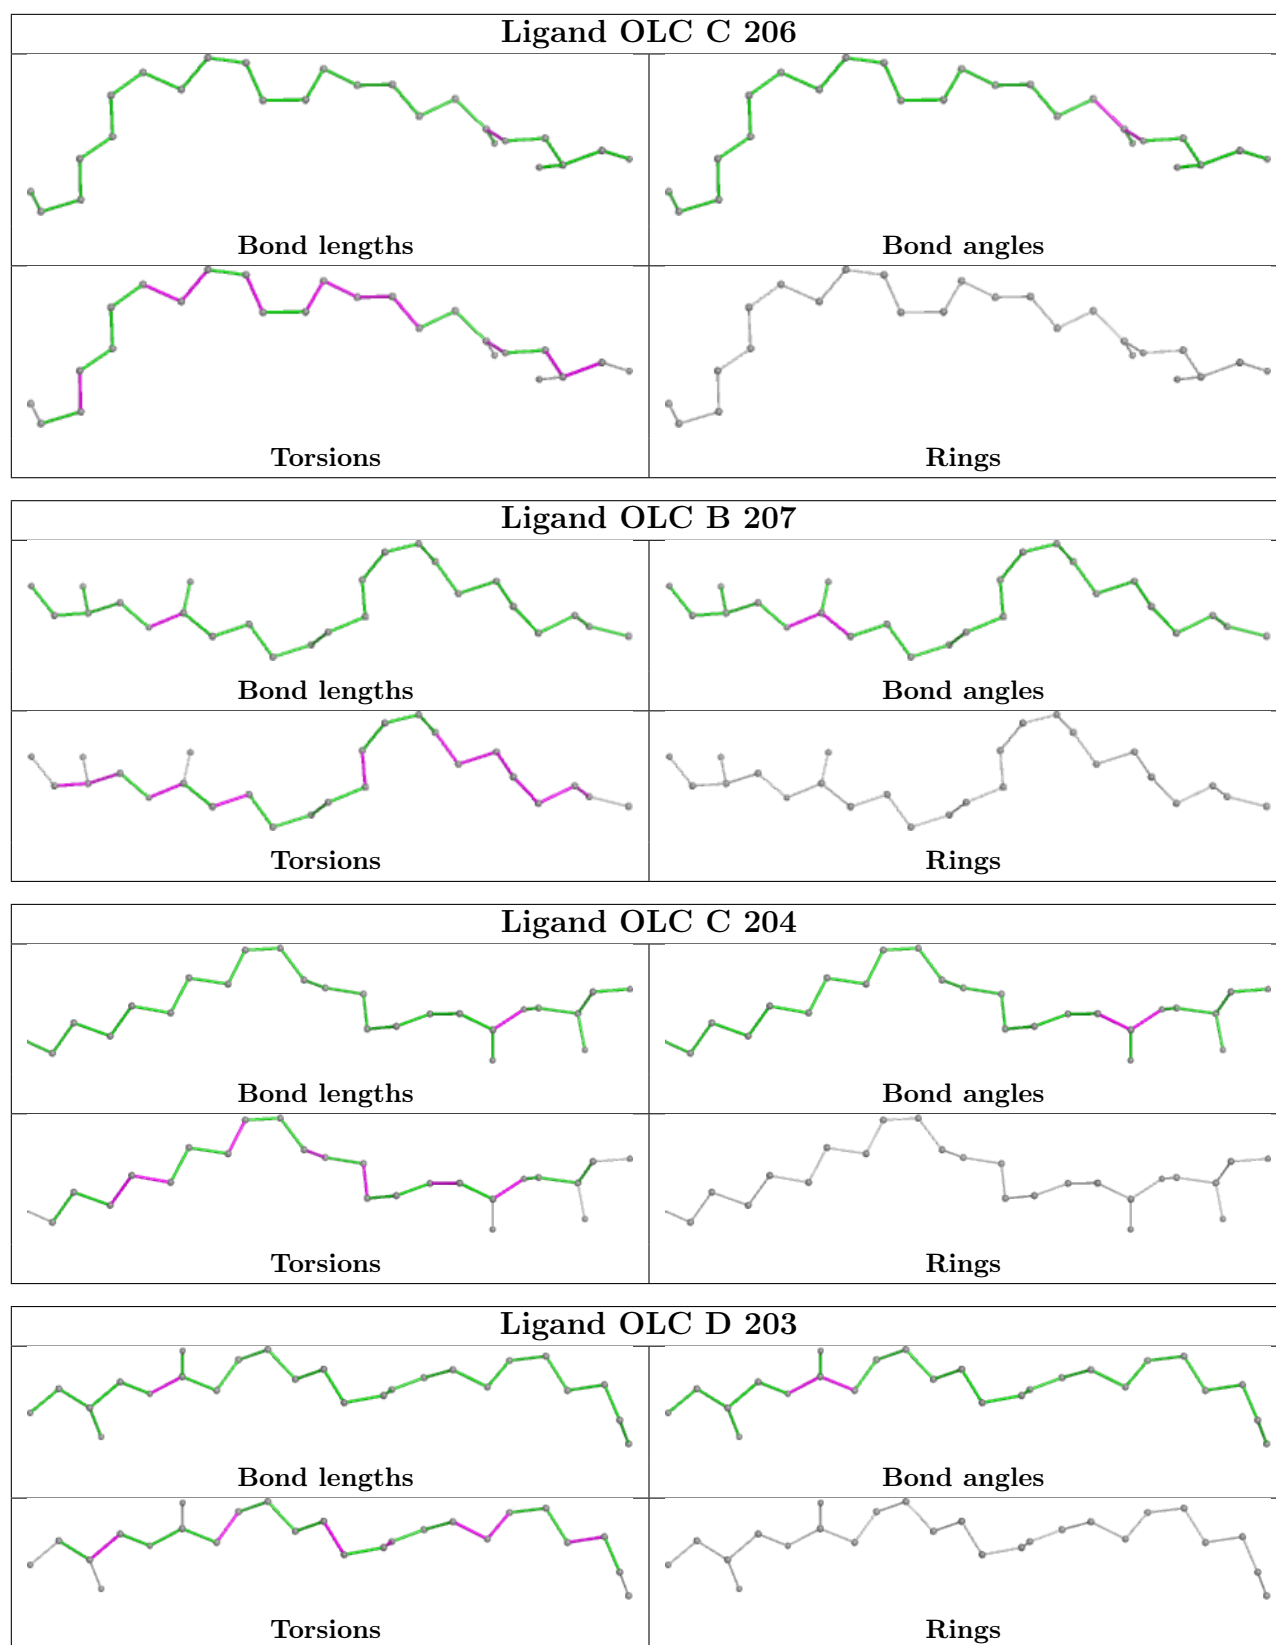 Ligand OLC C 206
Bond lengths
Bond angles
Torsions
Rings
Ligand OLC B 207
Bond lengths
Bond angles
Torsions
Rings
Ligand OLC C 204
Bond lengths
Bond angles
Torsions
Rings
Ligand OLC D 203
Bond lengths
Bond angles
Torsions
Rings